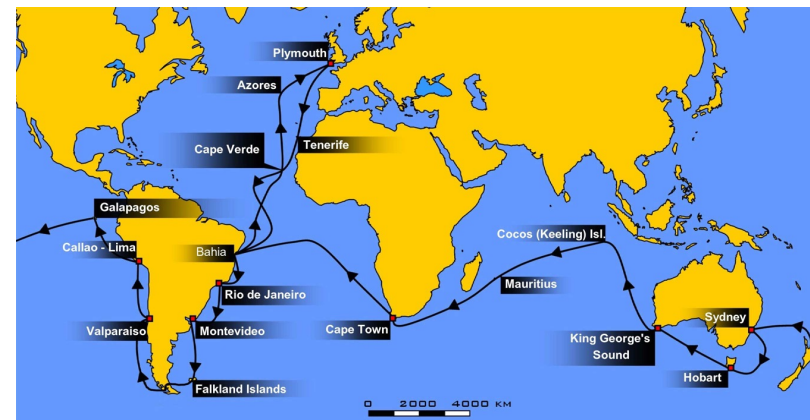 Plymouth
Azores
Cape Verde
Tenerife
Galapagos
Callao - Lima
Bahia
Cocos (Keeling) Isl.
Mauritius
Rio de Janeiro
Valparaiso
Montevideo
Cape Town
Sydney
King George's
Sound
Hobart
Falkland Islands
0 2000 4000 KM